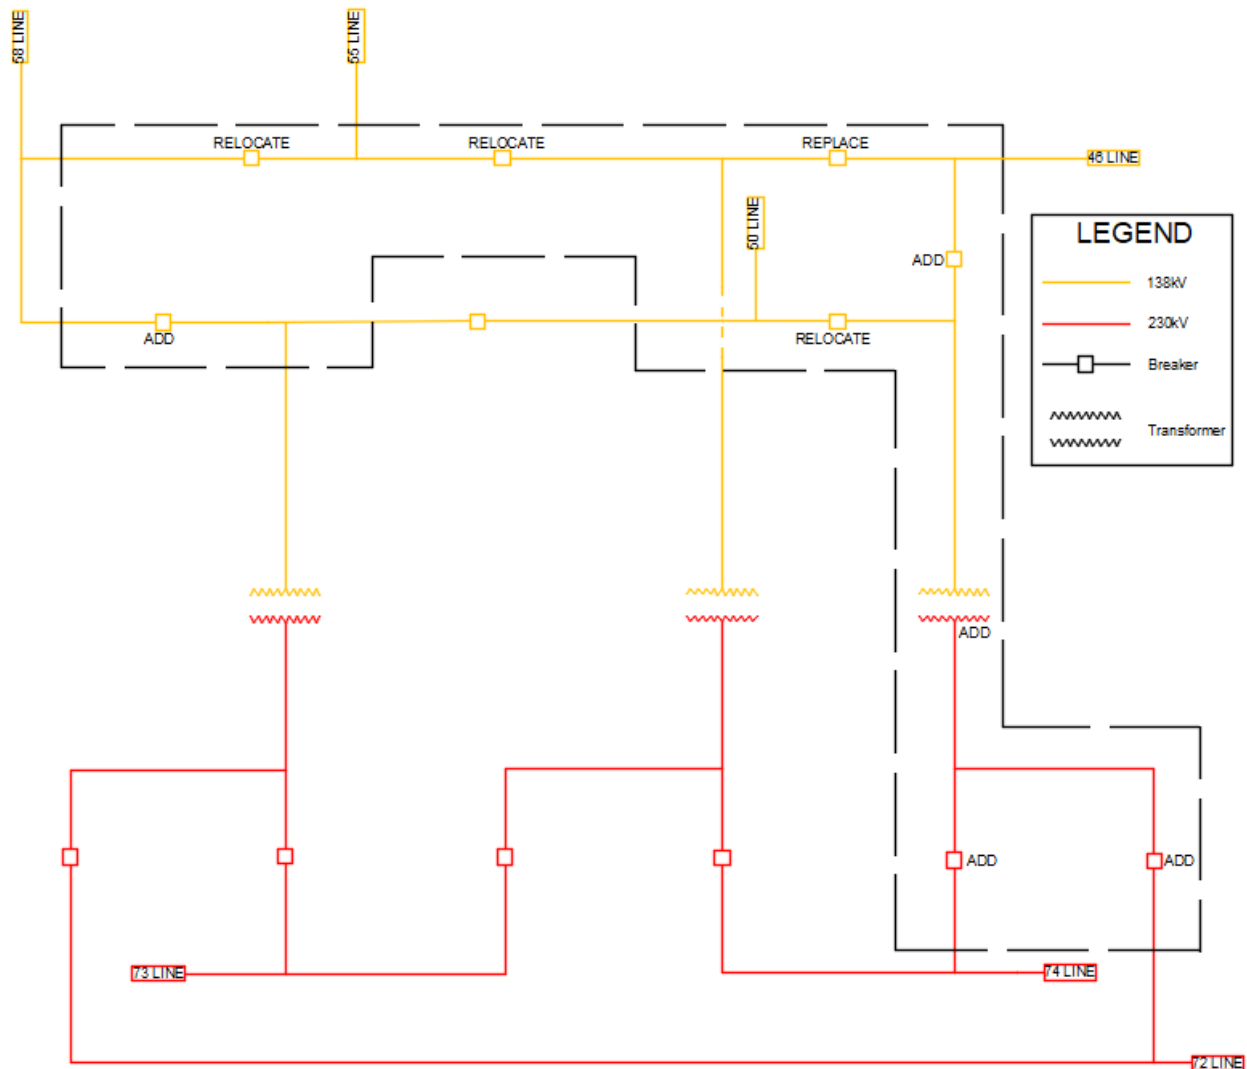 58 LINE
55 LINE
RELOCATE
RELOCATE
REPLACE
46 LINE
50 LINE
ADD
ADD
RELOCATE
LEGEND
138kV
230kV
Breaker
Transformer
ADD
ADD
ADD
73 LINE
74 LINE
72 LINE